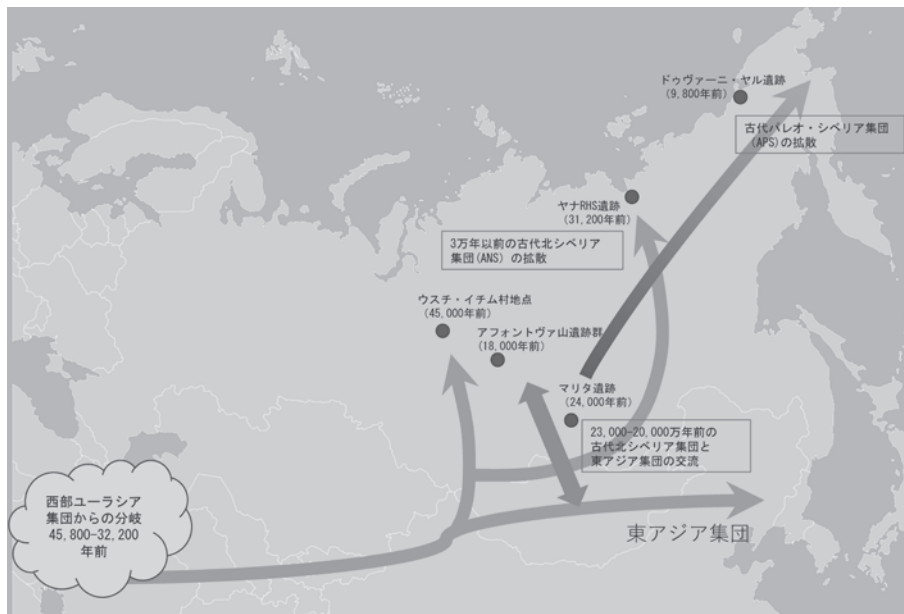 ドゥヴァーニ・ヤル遺跡
(9,800年前)
古代パレオ・シベリア集団
(APS)の拡散
ヤナRHS遺跡
(31,200年前)
3万年以前の古代北シベリア
集団(ANS) の拡散
ウスチ・イチム村地点
(45,000年前)
アフォントヴァ山遺跡群
(18,000年前)
マリタ遺跡
(24,000年前)
23,000-20,000万年前の
古代北シベリア集団と
東アジア集団の交流
西部ユーラシア
集団からの分岐
45,800-32,200
年前
東アジア集団